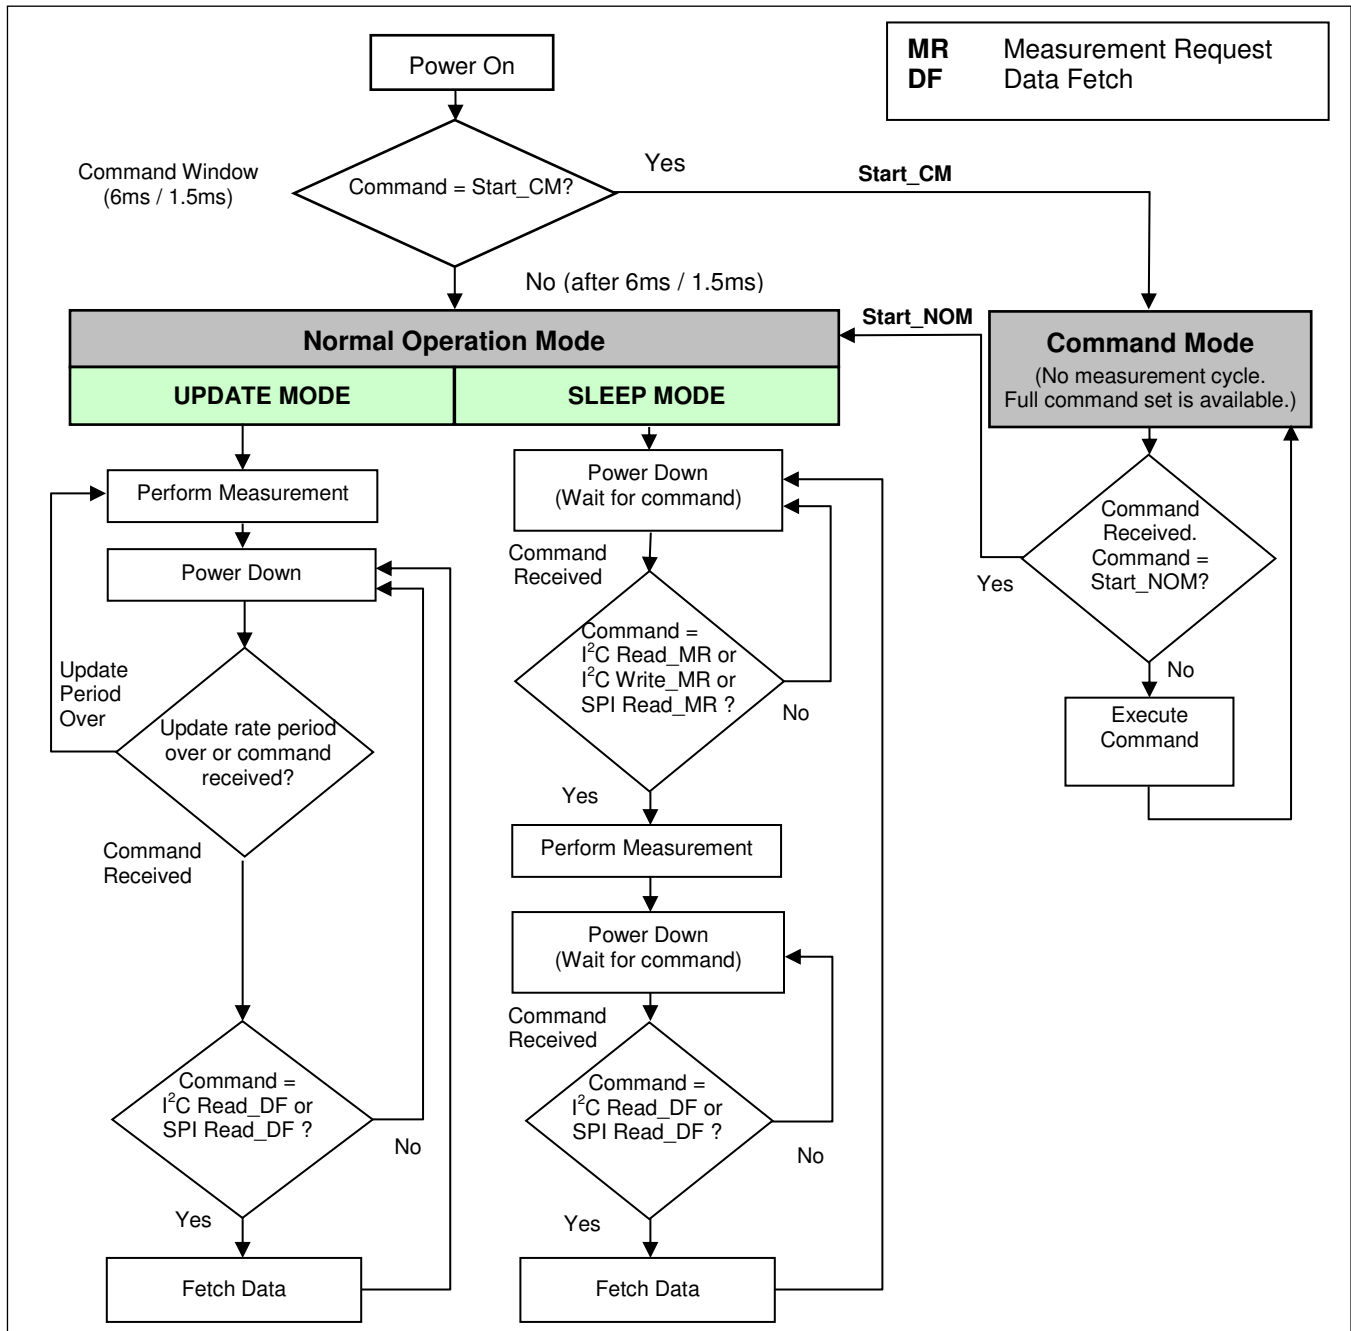 Power On
MR Measurement Request
DF Data Fetch
Command Window
(6ms / 1.5ms)
Command = Start_CM?
Yes
Start_CM
No (after 6ms / 1.5ms)
Normal Operation Mode
UPDATE MODE
SLEEP MODE
Start_NOM
Command Mode
(No measurement cycle.
Full command set is available.)
Perform Measurement
Power Down
Update
Period
Over
Update rate period
over or command
received?
Command
Received
Command =
I²C Read_DF or
SPI Read_DF ?
No
Yes
Fetch Data
Power Down
(Wait for command)
Command
Received
Command =
I²C Read_MR or
I²C Write_MR or
SPI Read_MR ?
No
Yes
Perform Measurement
Power Down
(Wait for command)
Command
Received
Command =
I²C Read_DF or
SPI Read_DF ?
No
Yes
Fetch Data
Command
Received.
Command =
Start_NOM?
Yes
No
Execute
Command